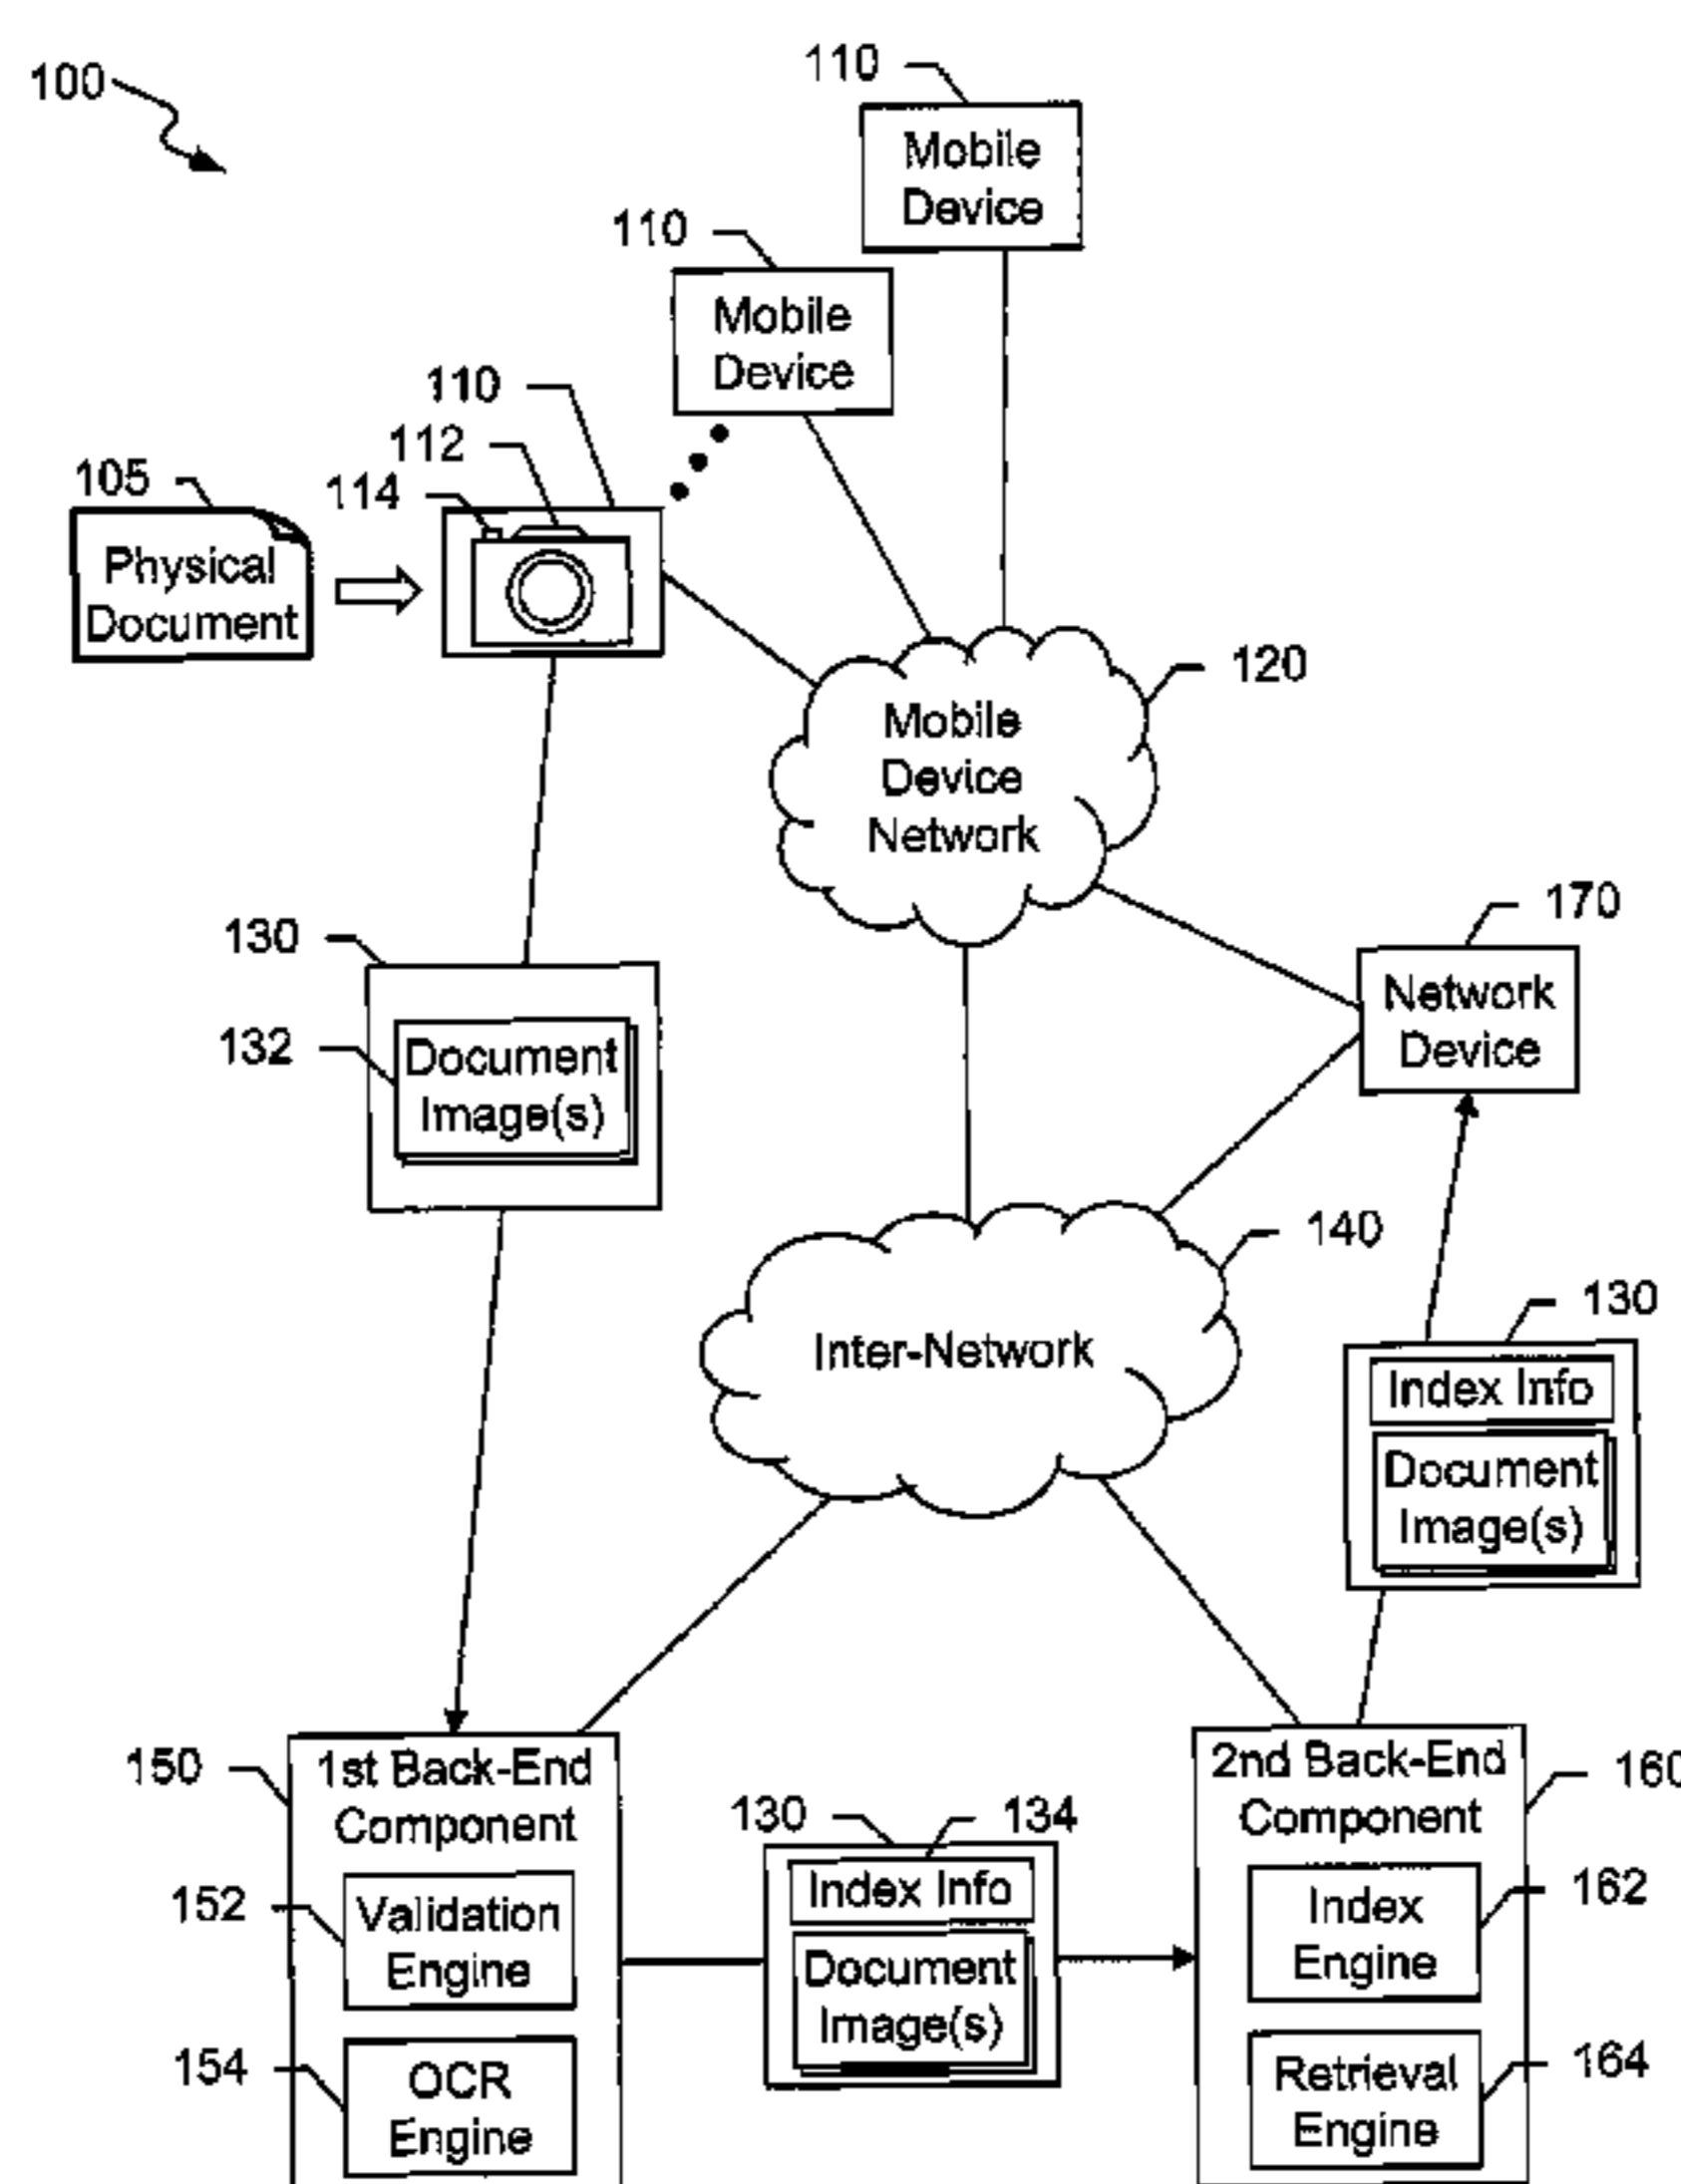 100
110
Mobile
Device
110
Mobile
Device
110
112
114
105
Physical
Document
120
Mobile
Device
Network
130
132
Document
Image(s)
170
Network
Device
140
Inter-Network
130
Index Info
Document
Image(s)
150
1st Back-End
Component
152
Validation
Engine
154
OCR
Engine
130
134
Index Info
Document
Image(s)
160
2nd Back-End
Component
162
Index
Engine
164
Retrieval
Engine